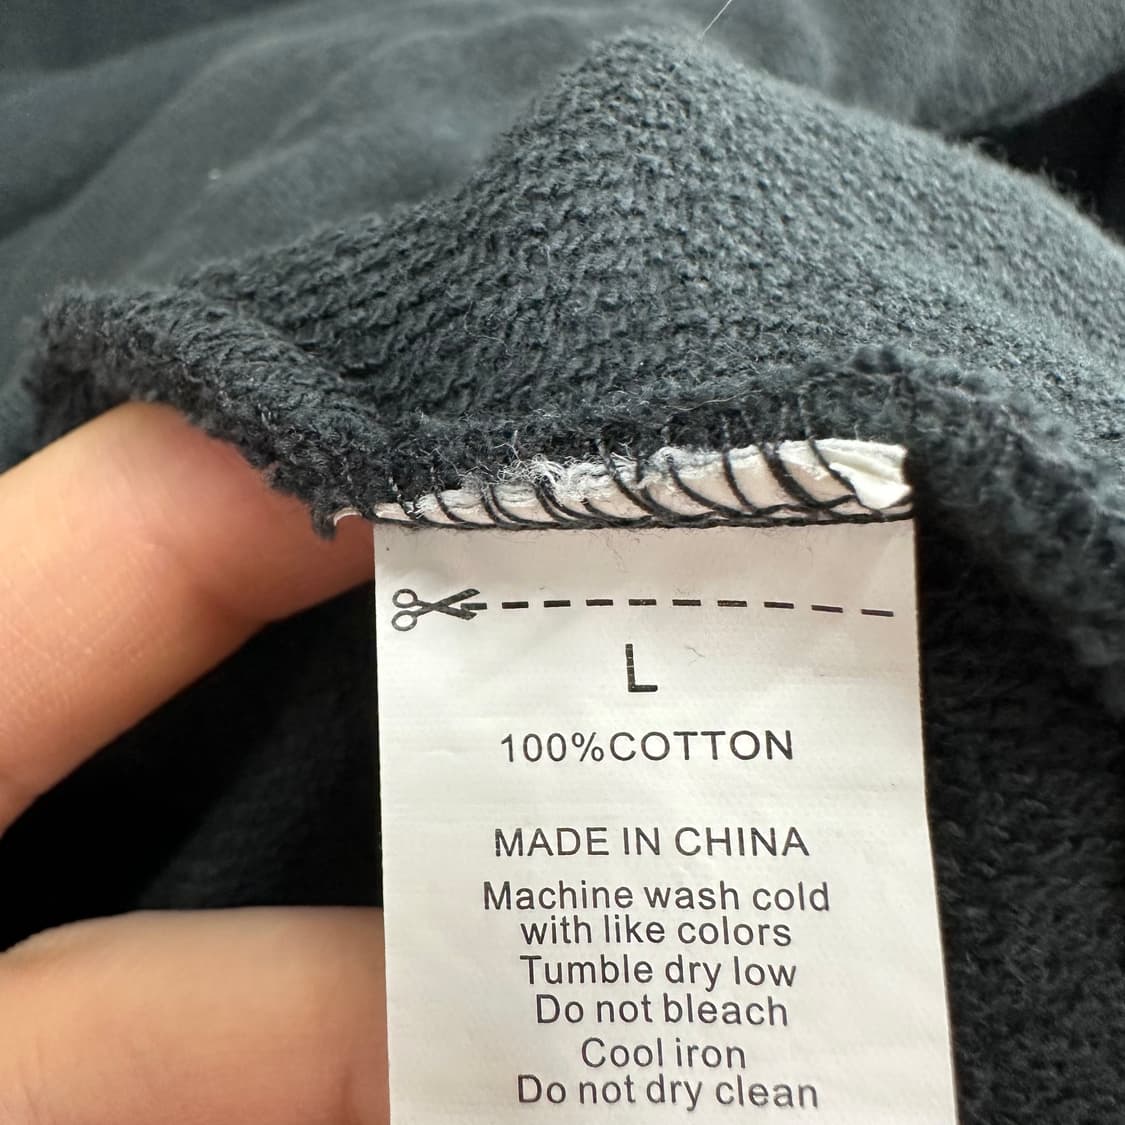 L
100%COTTON
MADE IN CHINA
Machine wash cold
with like colors
Tumble dry low
Do not bleach
Cool iron
Do not dry clean